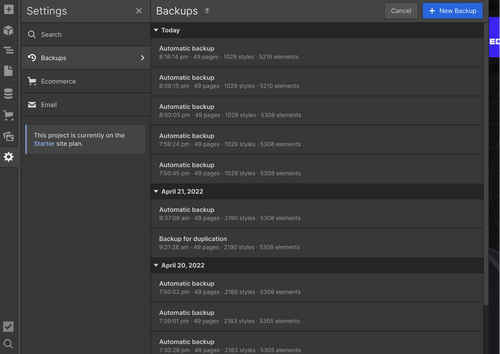 Settings
Search
Backups
Ecommerce
Email
This project is currently on the
Starter site plan.
Backups ?
Cancel
+ New Backup
Today
Automatic backup
8:16:14 pm · 49 pages · 1029 styles · 5216 elements
Automatic backup
8:06:15 pm · 49 pages · 1029 styles · 5210 elements
Automatic backup
8:00:05 pm · 49 pages · 1029 styles · 5308 elements
Automatic backup
7:59:24 pm · 49 pages · 1029 styles · 5308 elements
Automatic backup
7:50:45 pm · 49 pages · 1029 styles · 5308 elements
April 21, 2022
Automatic backup
9:37:09 am · 49 pages · 2190 styles · 5308 elements
Backup for duplication
9:21:28 am · 49 pages · 2190 styles · 5308 elements
April 20, 2022
Automatic backup
7:50:02 pm · 49 pages · 2188 styles · 5309 elements
Automatic backup
7:39:01 pm · 49 pages · 2183 styles · 5305 elements
Automatic backup
7:30:28 pm · 49 pages · 2183 styles · 5305 elements
ED